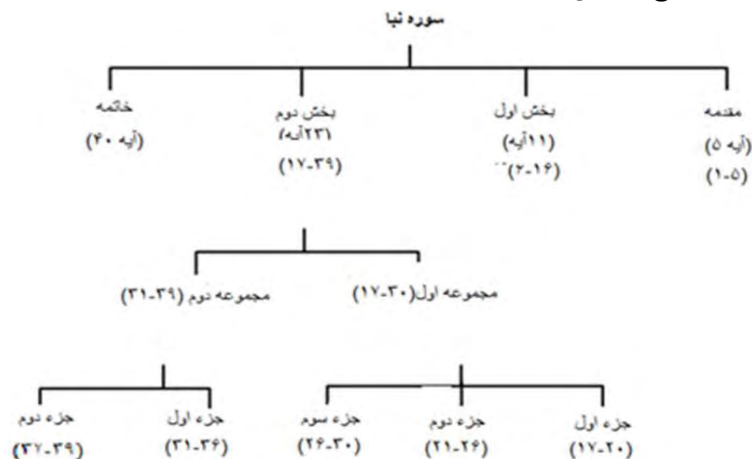 سوره نبا
مقدمه
(آیه ۵)
(۱-۵)
بخش اول
(۱۱آیه)
(۶-۱۶)
بخش دوم
(۲۳آیه)
(۱۷-۳۹)
خاتمه
(آیه ۴۰)
مجموعه اول(۱۷-۳۰)
مجموعه دوم (۳۱-۳۹)
جزء اول
(۱۷-۲۰)
جزء دوم
(۲۱-۲۶)
جزء سوم
(۲۶-۳۰)
جزء اول
(۳۱-۳۶)
جزء دوم
(۳۷-۳۹)